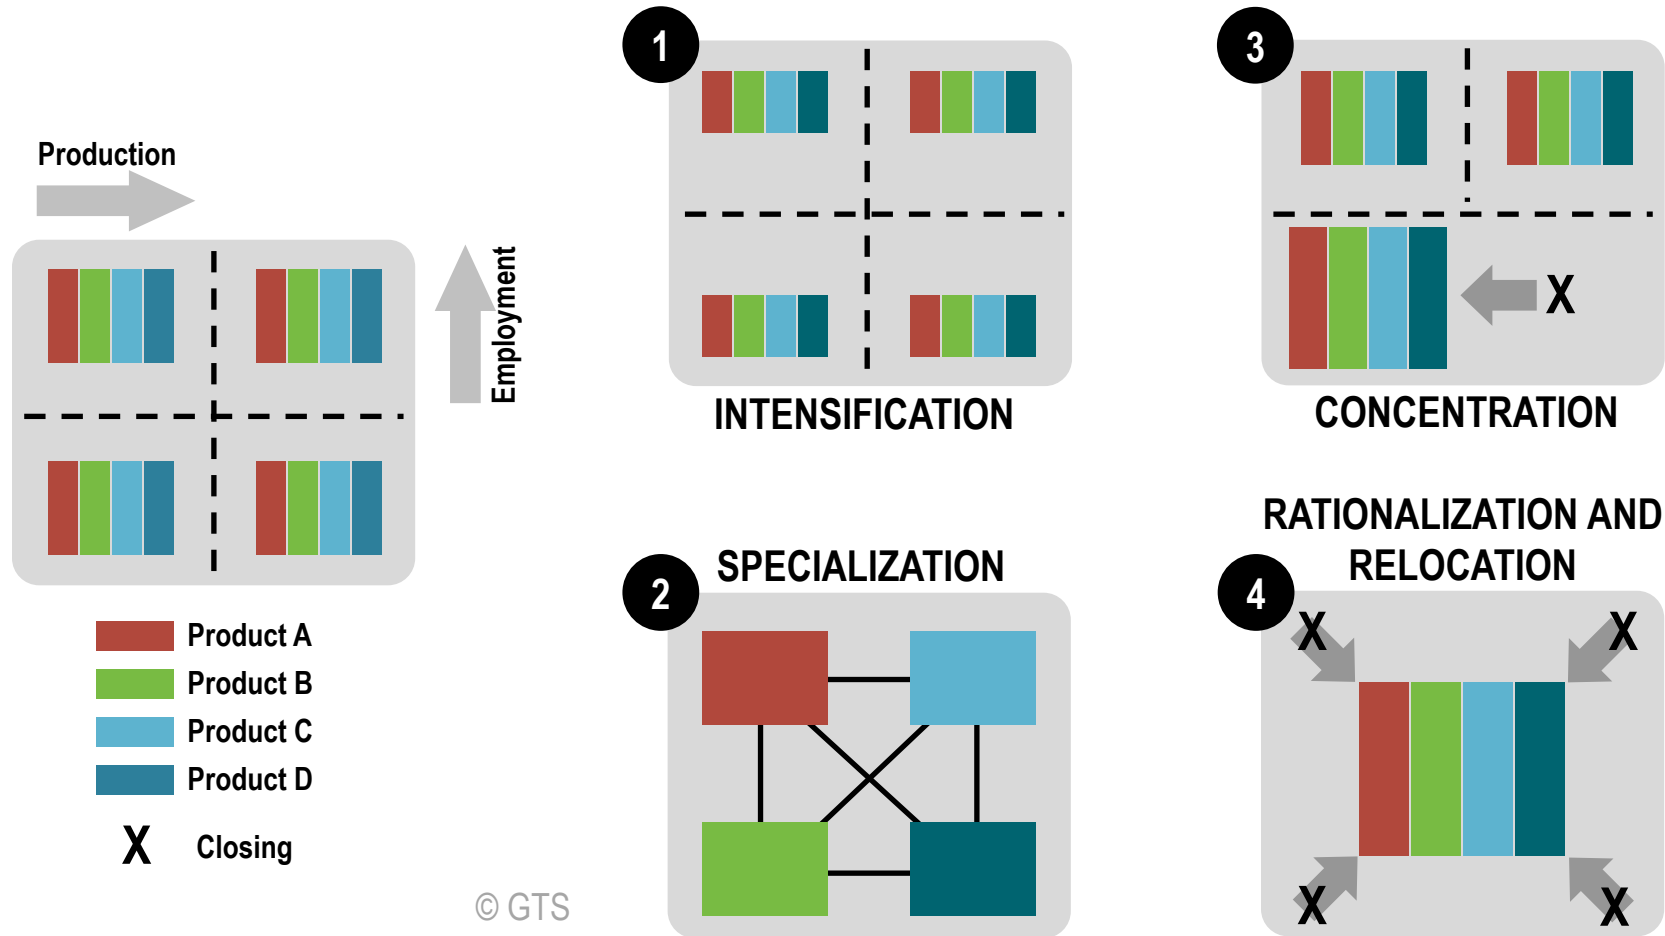 Production
Employment
Product A
Product B
Product C
Product D
X Closing
© GTS
1
INTENSIFICATION
2
SPECIALIZATION
3
X
CONCENTRATION
RATIONALIZATION AND
RELOCATION
4
X X
X X